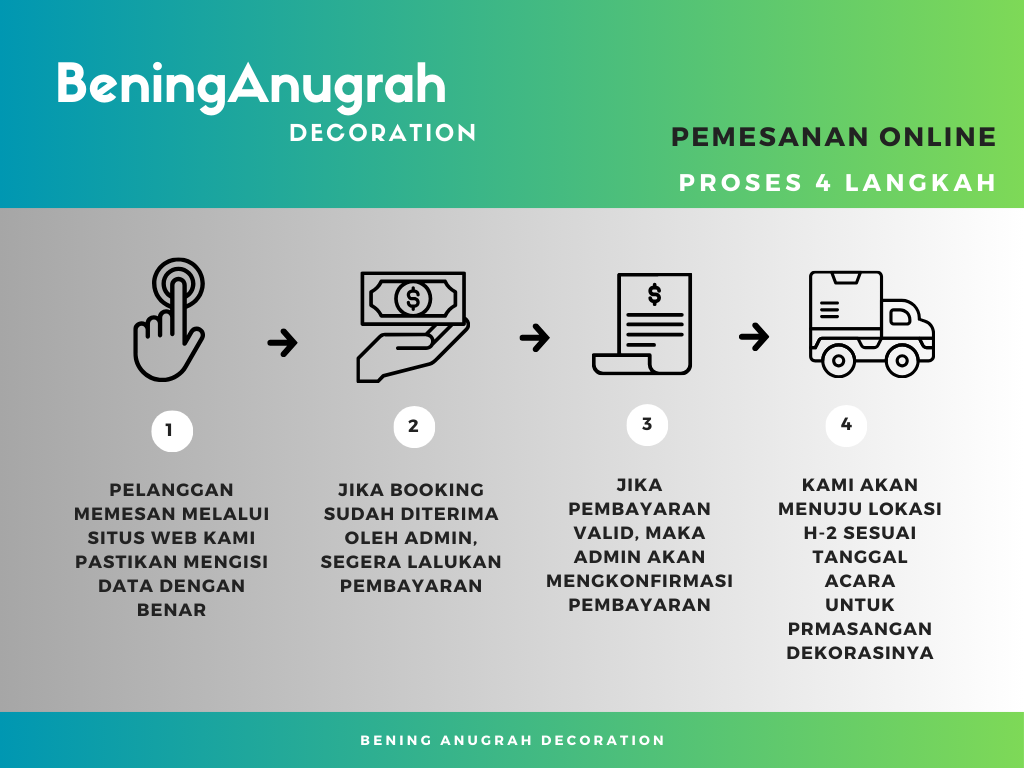 BeningAnugrah
DECORATION
PEMESANAN ONLINE
PROSES 4 LANGKAH
$
$
1
PELANGGAN
MEMESAN MELALUI
SITUS WEB KAMI
PASTIKAN MENGISI
DATA DENGAN
BENAR
2
JIKA BOOKING
SUDAH DITERIMA
OLEH ADMIN,
SEGERA LALUKAN
PEMBAYARAN
3
JIKA
PEMBAYARAN
VALID, MAKA
ADMIN AKAN
MENGKONFIRMASI
PEMBAYARAN
4
KAMI AKAN
MENUJU LOKASI
H-2 SESUAI
TANGGAL
ACARA
UNTUK
PRMASANGAN
DEKORASINYA
BENING ANUGRAH DECORATION